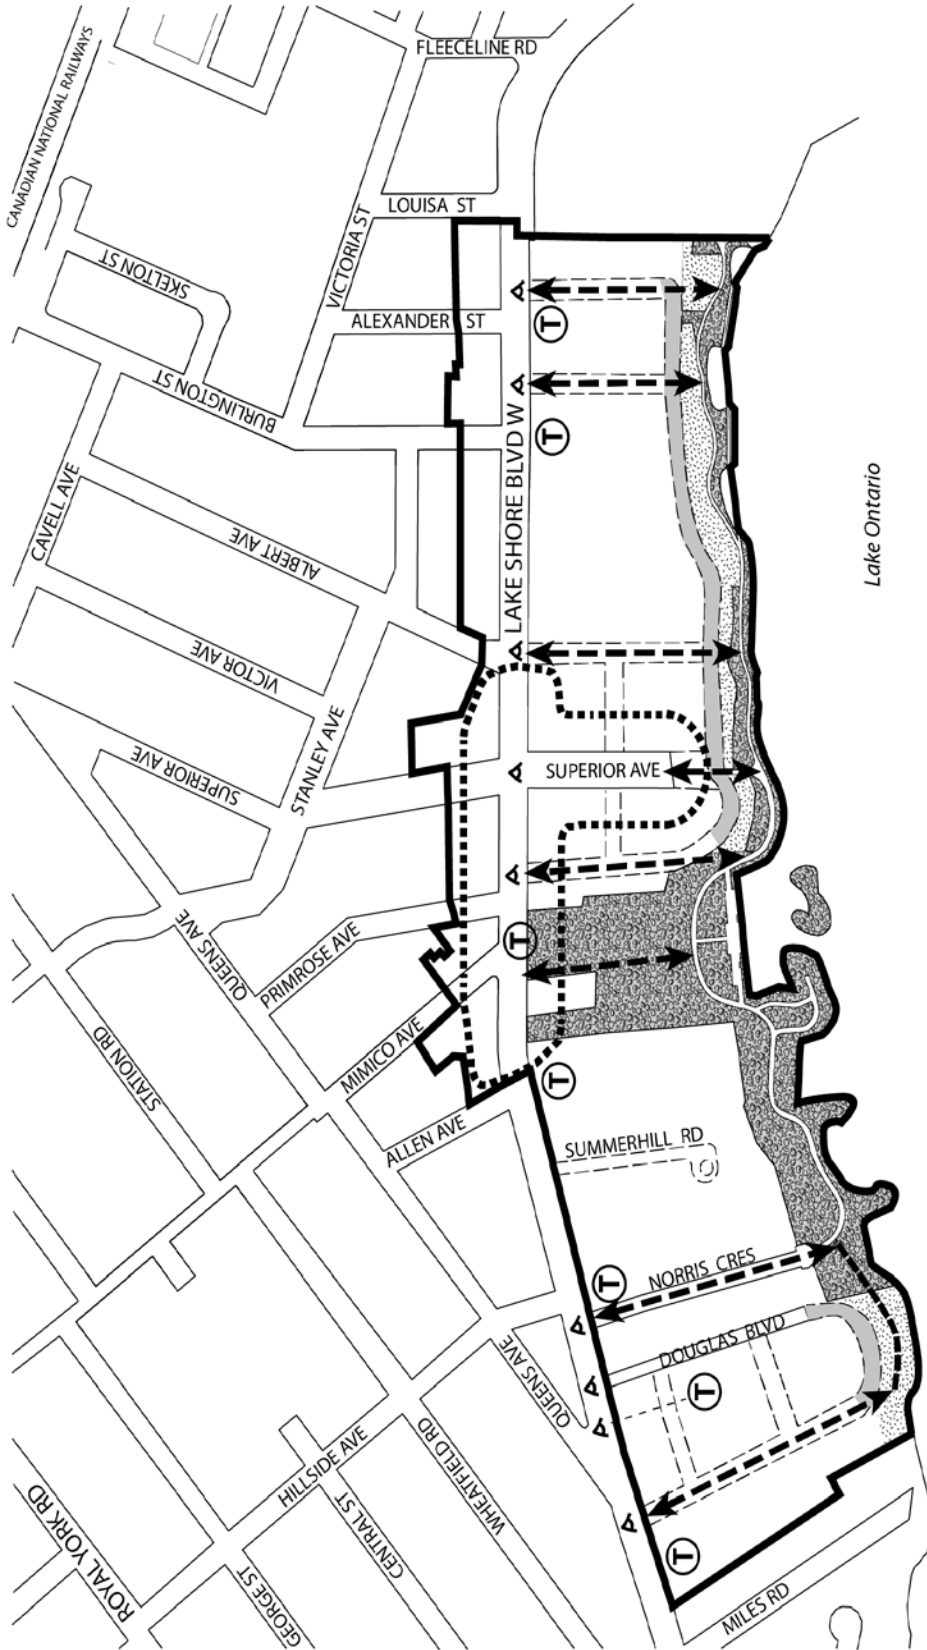 FLEECELINE RD
CANADIAN NATIONAL RAILWAYS
LOUISA ST
VICTORIA ST
SKELTON ST
ALEXANDER ST
T
BURLINGTON ST
T
LAKE SHORE BLVD W
CAVELL AVE
ALBERT AVE
Lake Ontario
VICTOR AVE
STANLEY AVE
SUPERIOR AVE
SUPERIOR AVE
QUEENS AVE
PRIMROSE AVE
T
STATION RD
MIMICO AVE
T
ALLEN AVE
SUMMERHILL RD
NORRIS CRES
T
DOUGLAS BLVD
QUEENS AVE
T
HILLSIDE AVE
WHEATFIELD RD
ROYAL YORK RD
CENTRAL ST
GEORGE ST
T
MILES RD